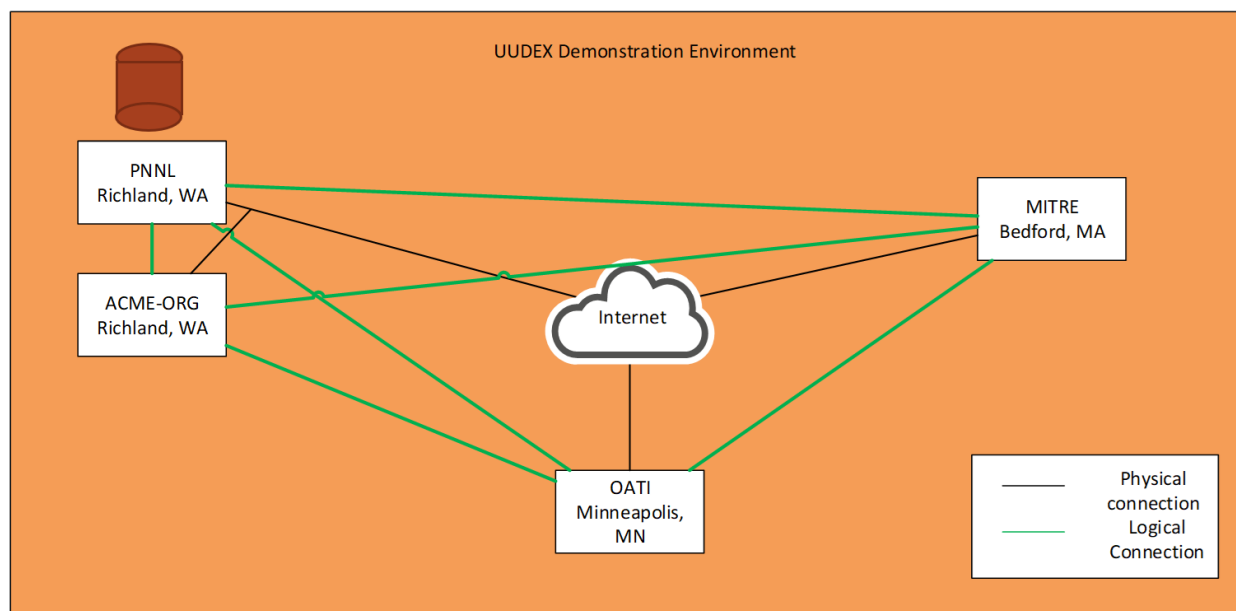 UUDEX Demonstration Environment
PNNL
Richland, WA
MITRE
Bedford, MA
ACME-ORG
Richland, WA
Internet
OATI
Minneapolis,
MN
Physical
connection
Logical
Connection